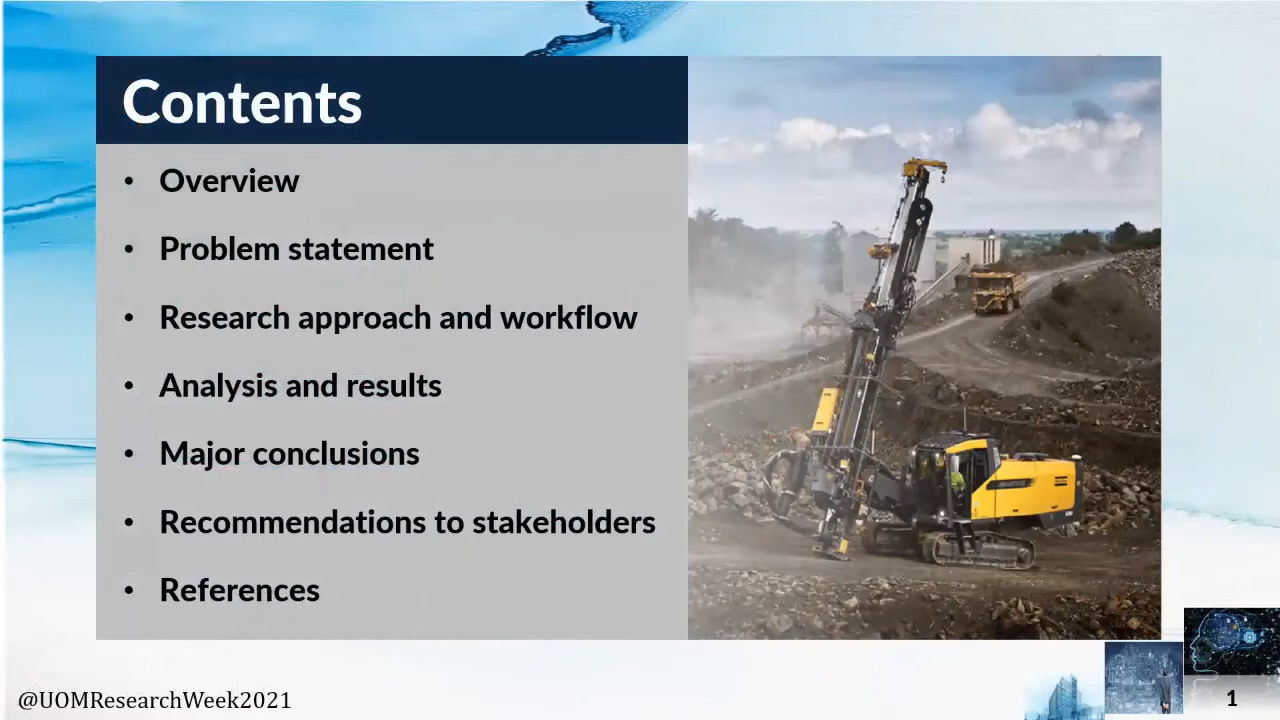 Contents
• Overview
• Problem statement
• Research approach and workflow
• Analysis and results
• Major conclusions
• Recommendations to stakeholders
• References
@UOMResearchWeek2021
1